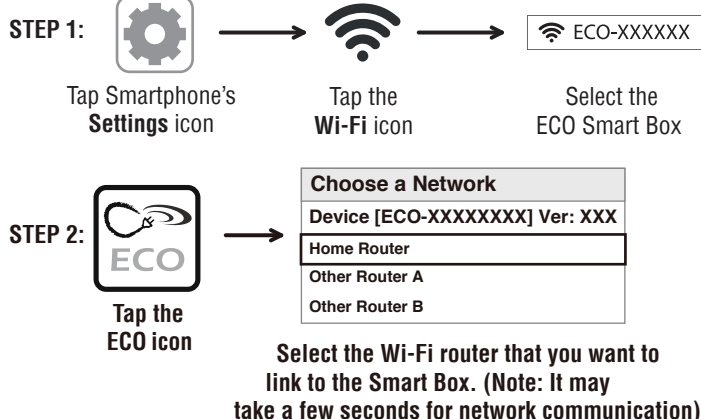 STEP 1:
ECO-XXXXXX
Tap Smartphone's
Settings icon
Tap the
Wi-Fi icon
Select the
ECO Smart Box
STEP 2:
ECO
Tap the
ECO icon
Choose a Network
Device [ECO-XXXXXXXX] Ver: XXX
Home Router
Other Router A
Other Router B
Select the Wi-Fi router that you want to
link to the Smart Box. (Note: It may
take a few seconds for network communication)